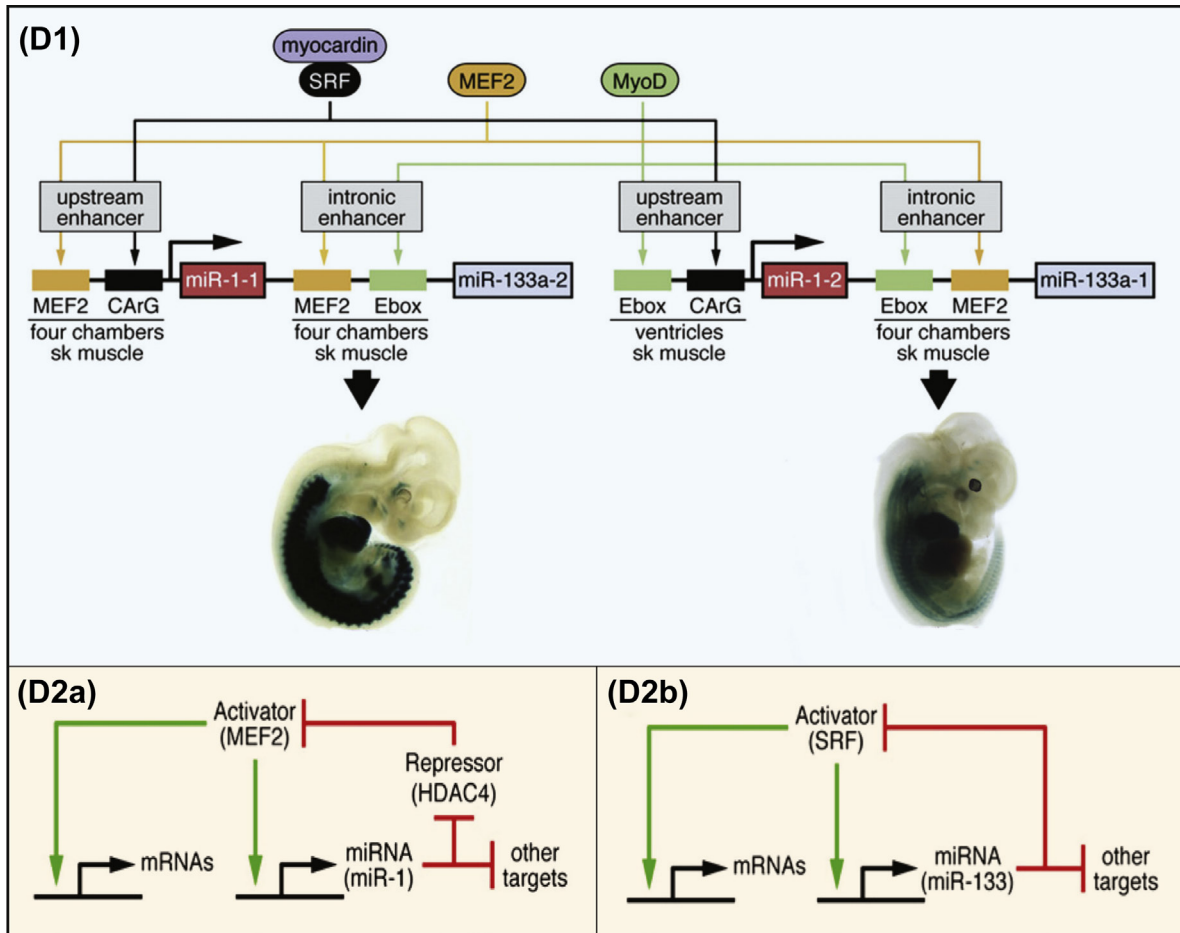 (D1)
myocardin
SRF
MEF2
MyoD
upstream
enhancer
intronic
enhancer
upstream
enhancer
intronic
enhancer
miR-1-1
miR-133a-2
miR-1-2
miR-133a-1
MEF2 CArG
four chambers
sk muscle
MEF2 Ebox
four chambers
sk muscle
Ebox CArG
ventricles
sk muscle
Ebox MEF2
four chambers
sk muscle
(D2a)
Activator
(MEF2)
Repressor
(HDAC4)
mRNAs
miRNA
(miR-1)
other
targets
(D2b)
Activator
(SRF)
mRNAs
miRNA
(miR-133)
other
targets